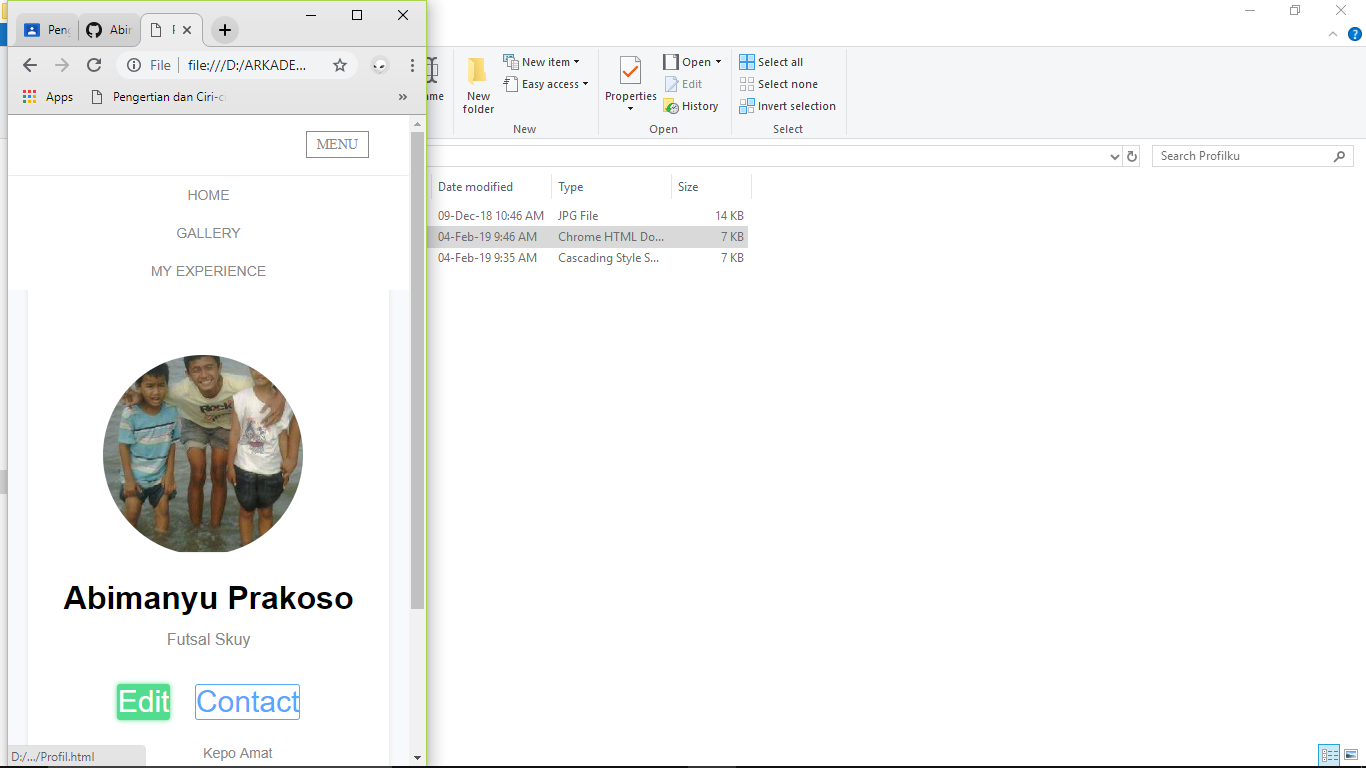 Peng
Abir
File
file:///D:/ARKADE...
Apps
Pengertian dan Ciri-c
»
MENU
HOME
GALLERY
MY EXPERIENCE
Rock
Abimanyu Prakoso
Futsal Skuy
Edit Contact
Kepo Amat
D:/.../Profil.html
ame
New folder
New item
Easy access
New
Properties
Open
Edit
History
Open
Select all
Select none
Invert selection
Select
Search Profilku
Date modified Type Size
09-Dec-18 10:46 AM JPG File 14 KB
04-Feb-19 9:46 AM Chrome HTML Do... 7 KB
04-Feb-19 9:35 AM Cascading Style S... 7 KB